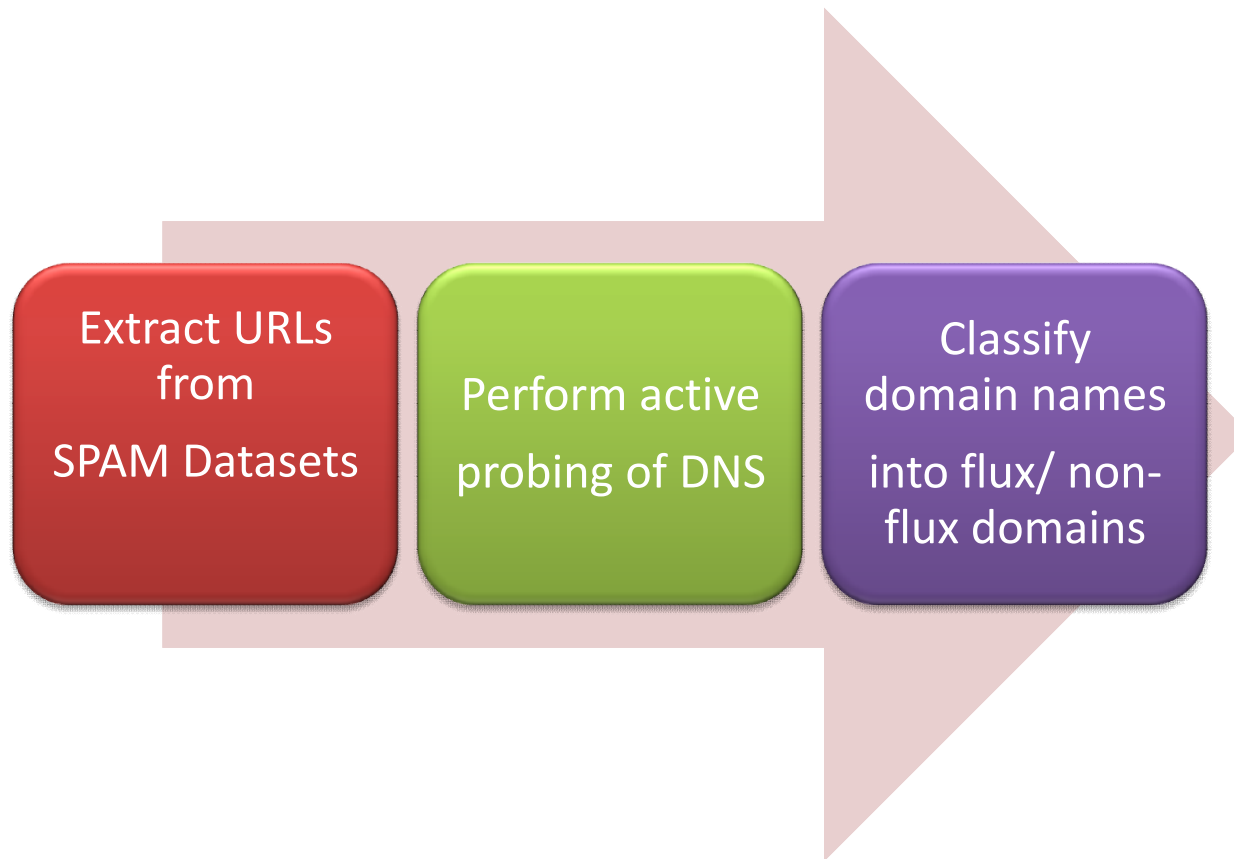 Extract URLs
from
SPAM Datasets
Perform active
probing of DNS
Classify
domain names
into flux/ non-
flux domains